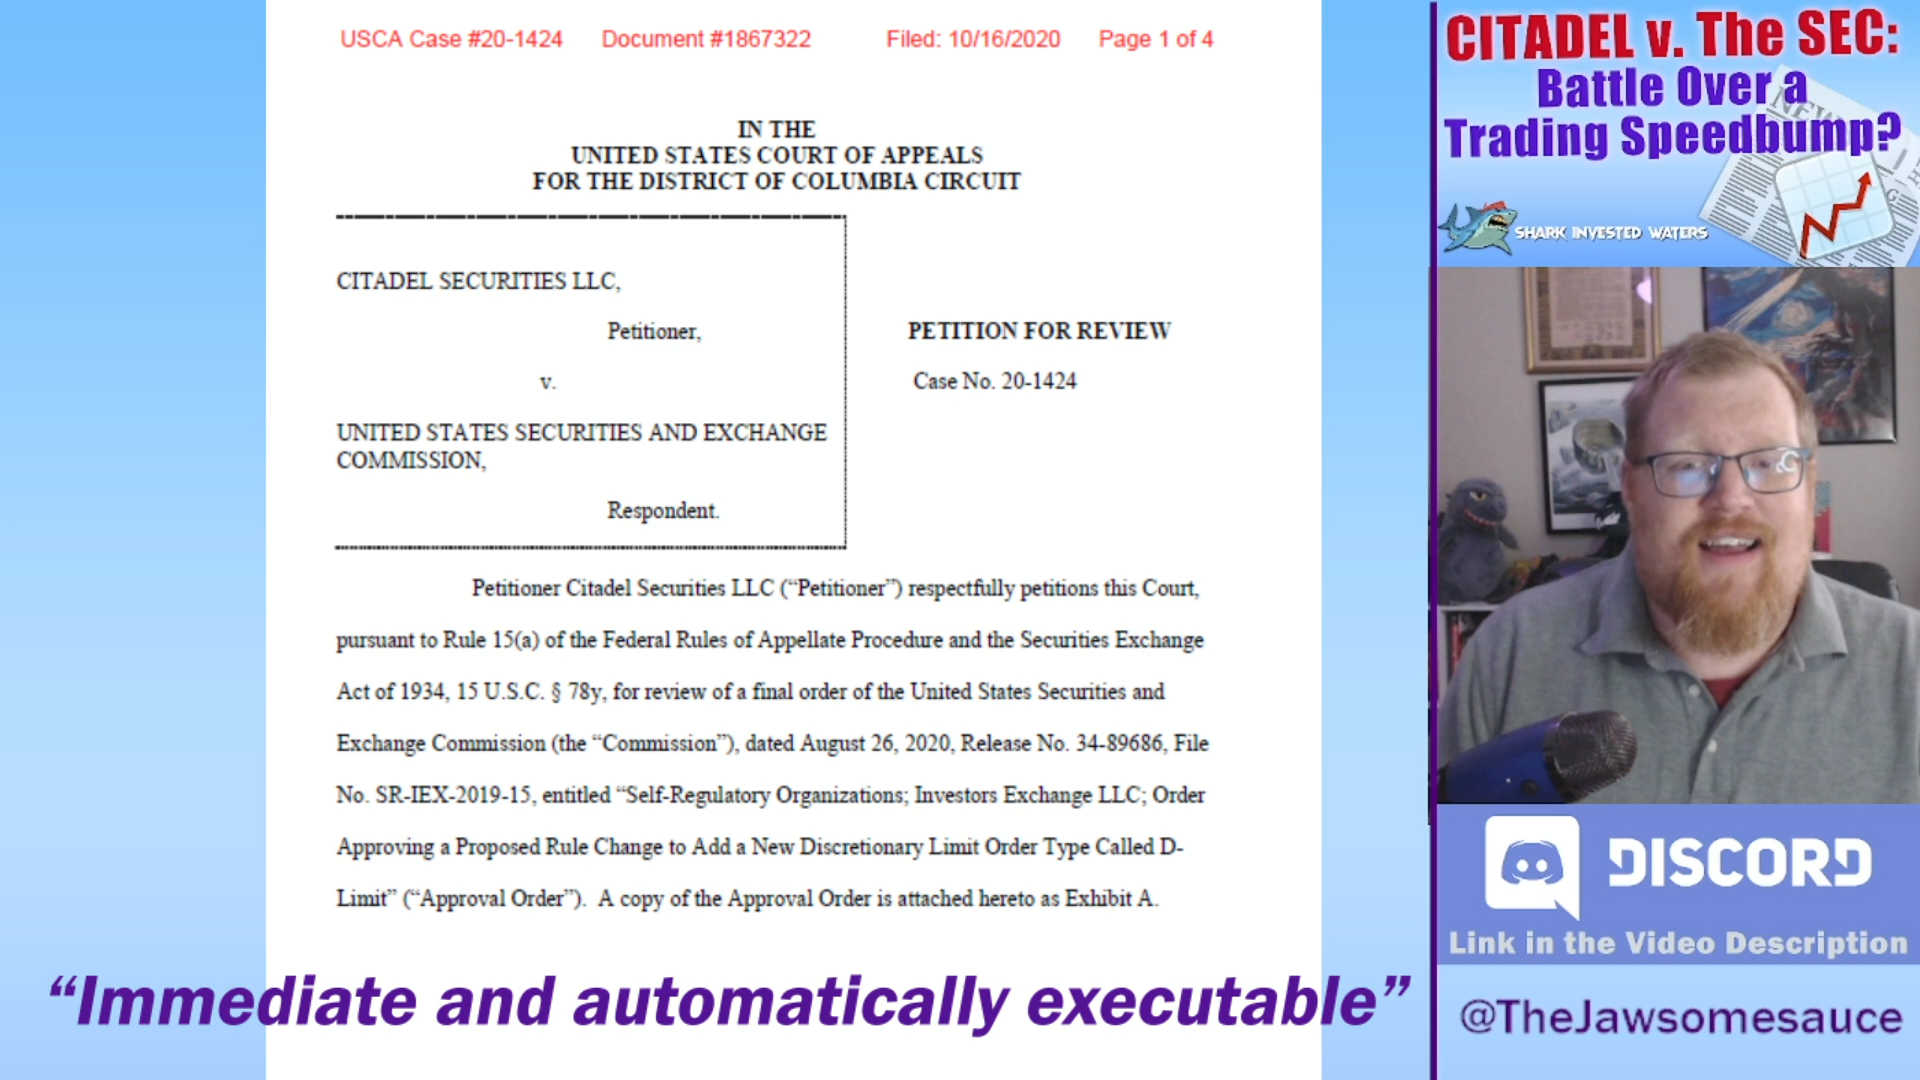 USCA Case #20-1424 Document #1867322 Filed: 10/16/2020 Page 1 of 4
IN THE
UNITED STATES COURT OF APPEALS
FOR THE DISTRICT OF COLUMBIA CIRCUIT
CITADEL SECURITIES LLC,
Petitioner,
v.
UNITED STATES SECURITIES AND EXCHANGE
COMMISSION,
Respondent.
PETITION FOR REVIEW
Case No. 20-1424
Petitioner Citadel Securities LLC (“Petitioner”) respectfully petitions this Court,
pursuant to Rule 15(a) of the Federal Rules of Appellate Procedure and the Securities Exchange
Act of 1934, 15 U.S.C. § 78y, for review of a final order of the United States Securities and
Exchange Commission (the “Commission”), dated August 26, 2020, Release No. 34-89686, File
No. SR-IEX-2019-15, entitled “Self-Regulatory Organizations; Investors Exchange LLC; Order
Approving a Proposed Rule Change to Add a New Discretionary Limit Order Type Called D-
Limit” (“Approval Order”). A copy of the Approval Order is attached hereto as Exhibit A.
“Immediate and automatically executable”
CITADEL v. The SEC:
Battle Over a
Trading Speedbump?
SHARK INVESTED WATERS
DISCORD
Link in the Video Description
@TheJawsomesauce